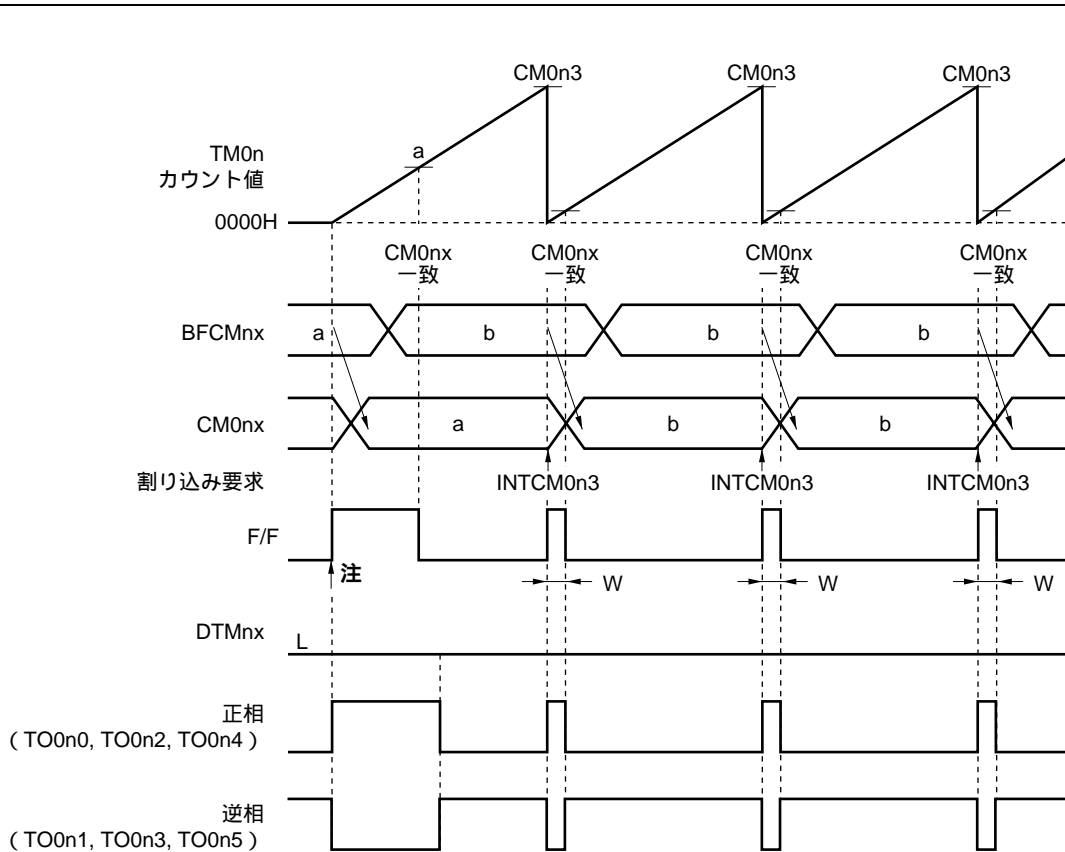 CM0n3 CM0n3 CM0n3
a
TM0n
カウント値
0000H
CM0nx CM0nx CM0nx CM0nx
一致 一致 一致 一致
BFCMnx a b b b
CM0nx a b b
割り込み要求 INTCM0n3 INTCM0n3 INTCM0n3
F/F
注
W W W
DTMnx
L
正相
( TO0n0, TO0n2, TO0n4 )
逆相
( TO0n1, TO0n3, TO0n5 )